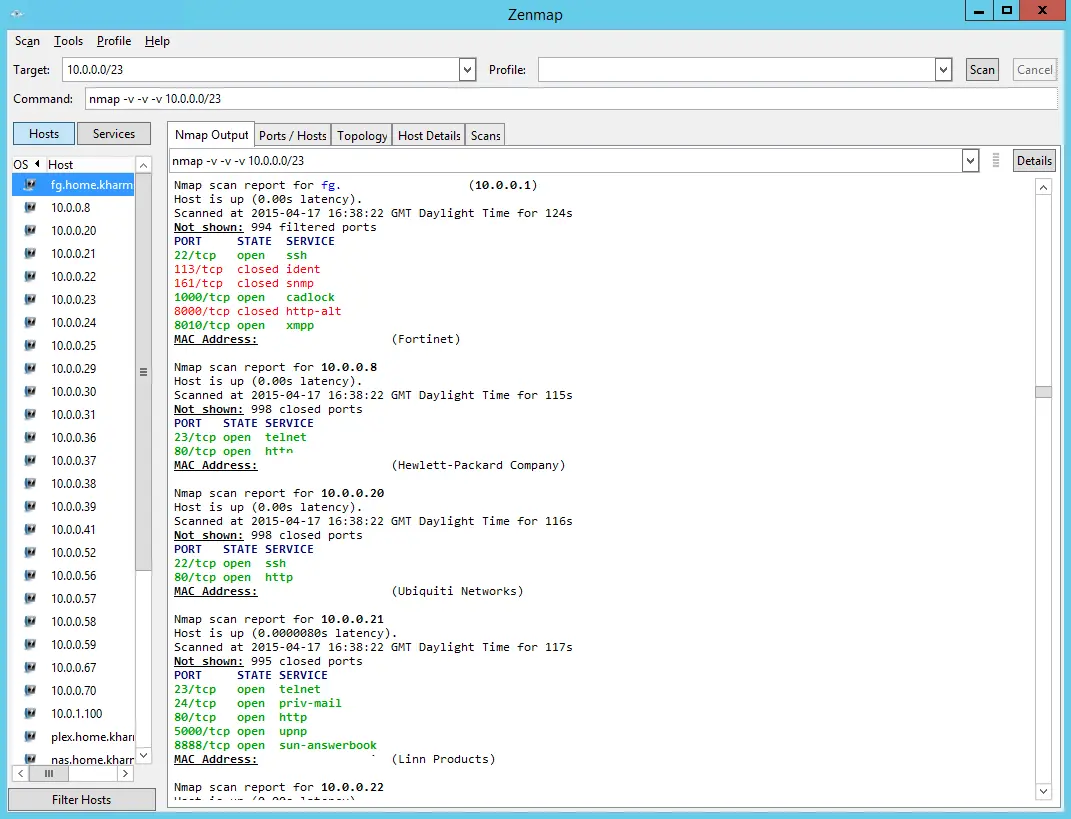 Zenmap
Scan Tools Profile Help
Target: 10.0.0.0/23 Profile: Scan Cancel
Command: nmap -v -v -v 10.0.0.0/23
Hosts Services
OS Host
fg.home.kharm
10.0.0.8
10.0.0.20
10.0.0.21
10.0.0.22
10.0.0.23
10.0.0.24
10.0.0.25
10.0.0.29
10.0.0.30
10.0.0.31
10.0.0.36
10.0.0.37
10.0.0.38
10.0.0.39
10.0.0.41
10.0.0.52
10.0.0.56
10.0.0.57
10.0.0.58
10.0.0.59
10.0.0.67
10.0.0.70
10.0.1.100
plex.home.khar
nas.home.khar
Filter Hosts
Nmap Output Ports / Hosts Topology Host Details Scans
nmap -v -v -v 10.0.0.0/23 Details
Nmap scan report for fg. (10.0.0.1)
Host is up (0.00s latency).
Scanned at 2015-04-17 16:38:22 GMT Daylight Time for 124s
Not shown: 994 filtered ports
PORT STATE SERVICE
22/tcp open ssh
113/tcp closed ident
161/tcp closed snmp
1000/tcp open cadlock
8000/tcp closed http-alt
8010/tcp open xmpp
MAC Address: (Fortinet)
Nmap scan report for 10.0.0.8
Host is up (0.00s latency).
Scanned at 2015-04-17 16:38:22 GMT Daylight Time for 115s
Not shown: 998 closed ports
PORT STATE SERVICE
23/tcp open telnet
80/tcp open http
MAC Address: (Hewlett-Packard Company)
Nmap scan report for 10.0.0.20
Host is up (0.00s latency).
Scanned at 2015-04-17 16:38:22 GMT Daylight Time for 116s
Not shown: 998 closed ports
PORT STATE SERVICE
22/tcp open ssh
80/tcp open http
MAC Address: (Ubiquiti Networks)
Nmap scan report for 10.0.0.21
Host is up (0.0000080s latency).
Scanned at 2015-04-17 16:38:22 GMT Daylight Time for 117s
Not shown: 995 closed ports
PORT STATE SERVICE
23/tcp open telnet
24/tcp open priv-mail
80/tcp open http
5000/tcp open upnp
8888/tcp open sun-answerbook
MAC Address: (Linn Products)
Nmap scan report for 10.0.0.22